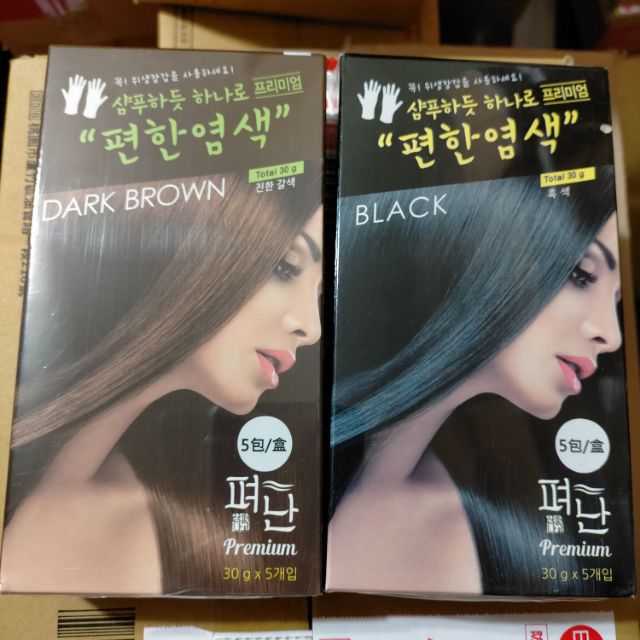 꼭! 위생장갑을 사용하세요!
샴푸하듯 하나로 프리미엄
"편한염색"
Total 30 g
진한 갈색
DARK BROWN
5包/盒
Premium
30 g x 5개입
꼭! 위생장갑을 사용하세요!
샴푸하듯 하나로 프리미엄
"편한염색"
Total 30 g
흑색
BLACK
5包/盒
Premium
30 g x 5개입